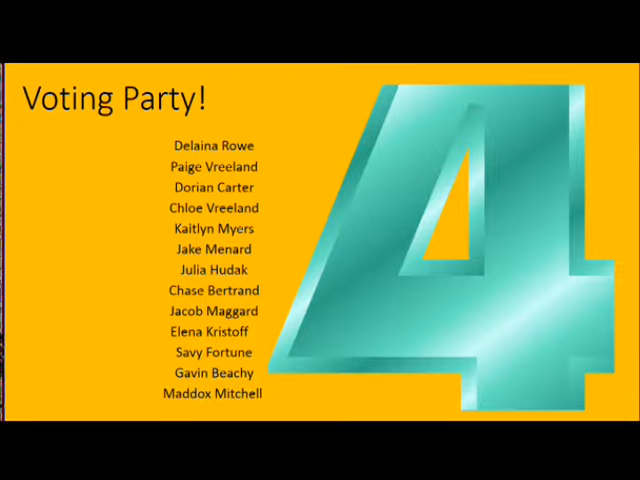 Voting Party!
Delaina Rowe
Paige Vreeland
Dorian Carter
Chloe Vreeland
Kaitlyn Myers
Jake Menard
Julia Hudak
Chase Bertrand
Jacob Maggard
Elena Kristoff
Savy Fortune
Gavin Beachy
Maddox Mitchell
4